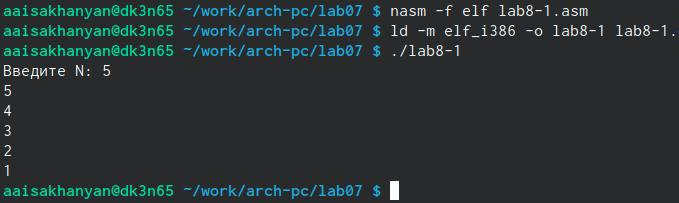 aaisakhanyan@dk3n65 ~/work/arch-pc/lab07 $ nasm -f elf lab8-1.asm
aaisakhanyan@dk3n65 ~/work/arch-pc/lab07 $ ld -m elf_i386 -o lab8-1 lab8-1.
aaisakhanyan@dk3n65 ~/work/arch-pc/lab07 $ ./lab8-1
Введите N: 5
5
4
3
2
1
aaisakhanyan@dk3n65 ~/work/arch-pc/lab07 $